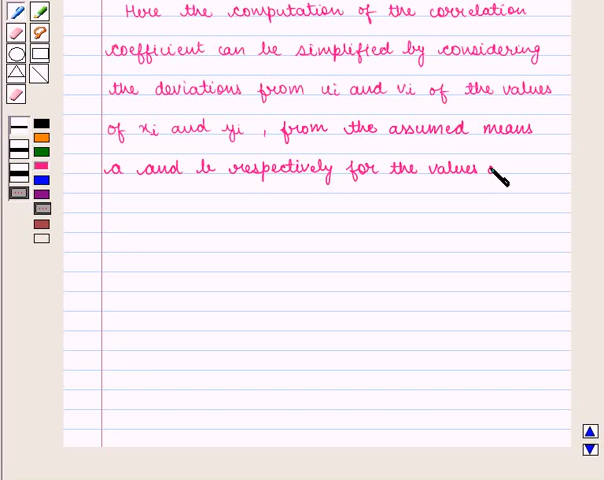 Here the computation of the correlation
coefficient can be simplified by considering
the deviations from ui and vi of the values
of xi and yi , from the assumed means
a and b respectively for the values